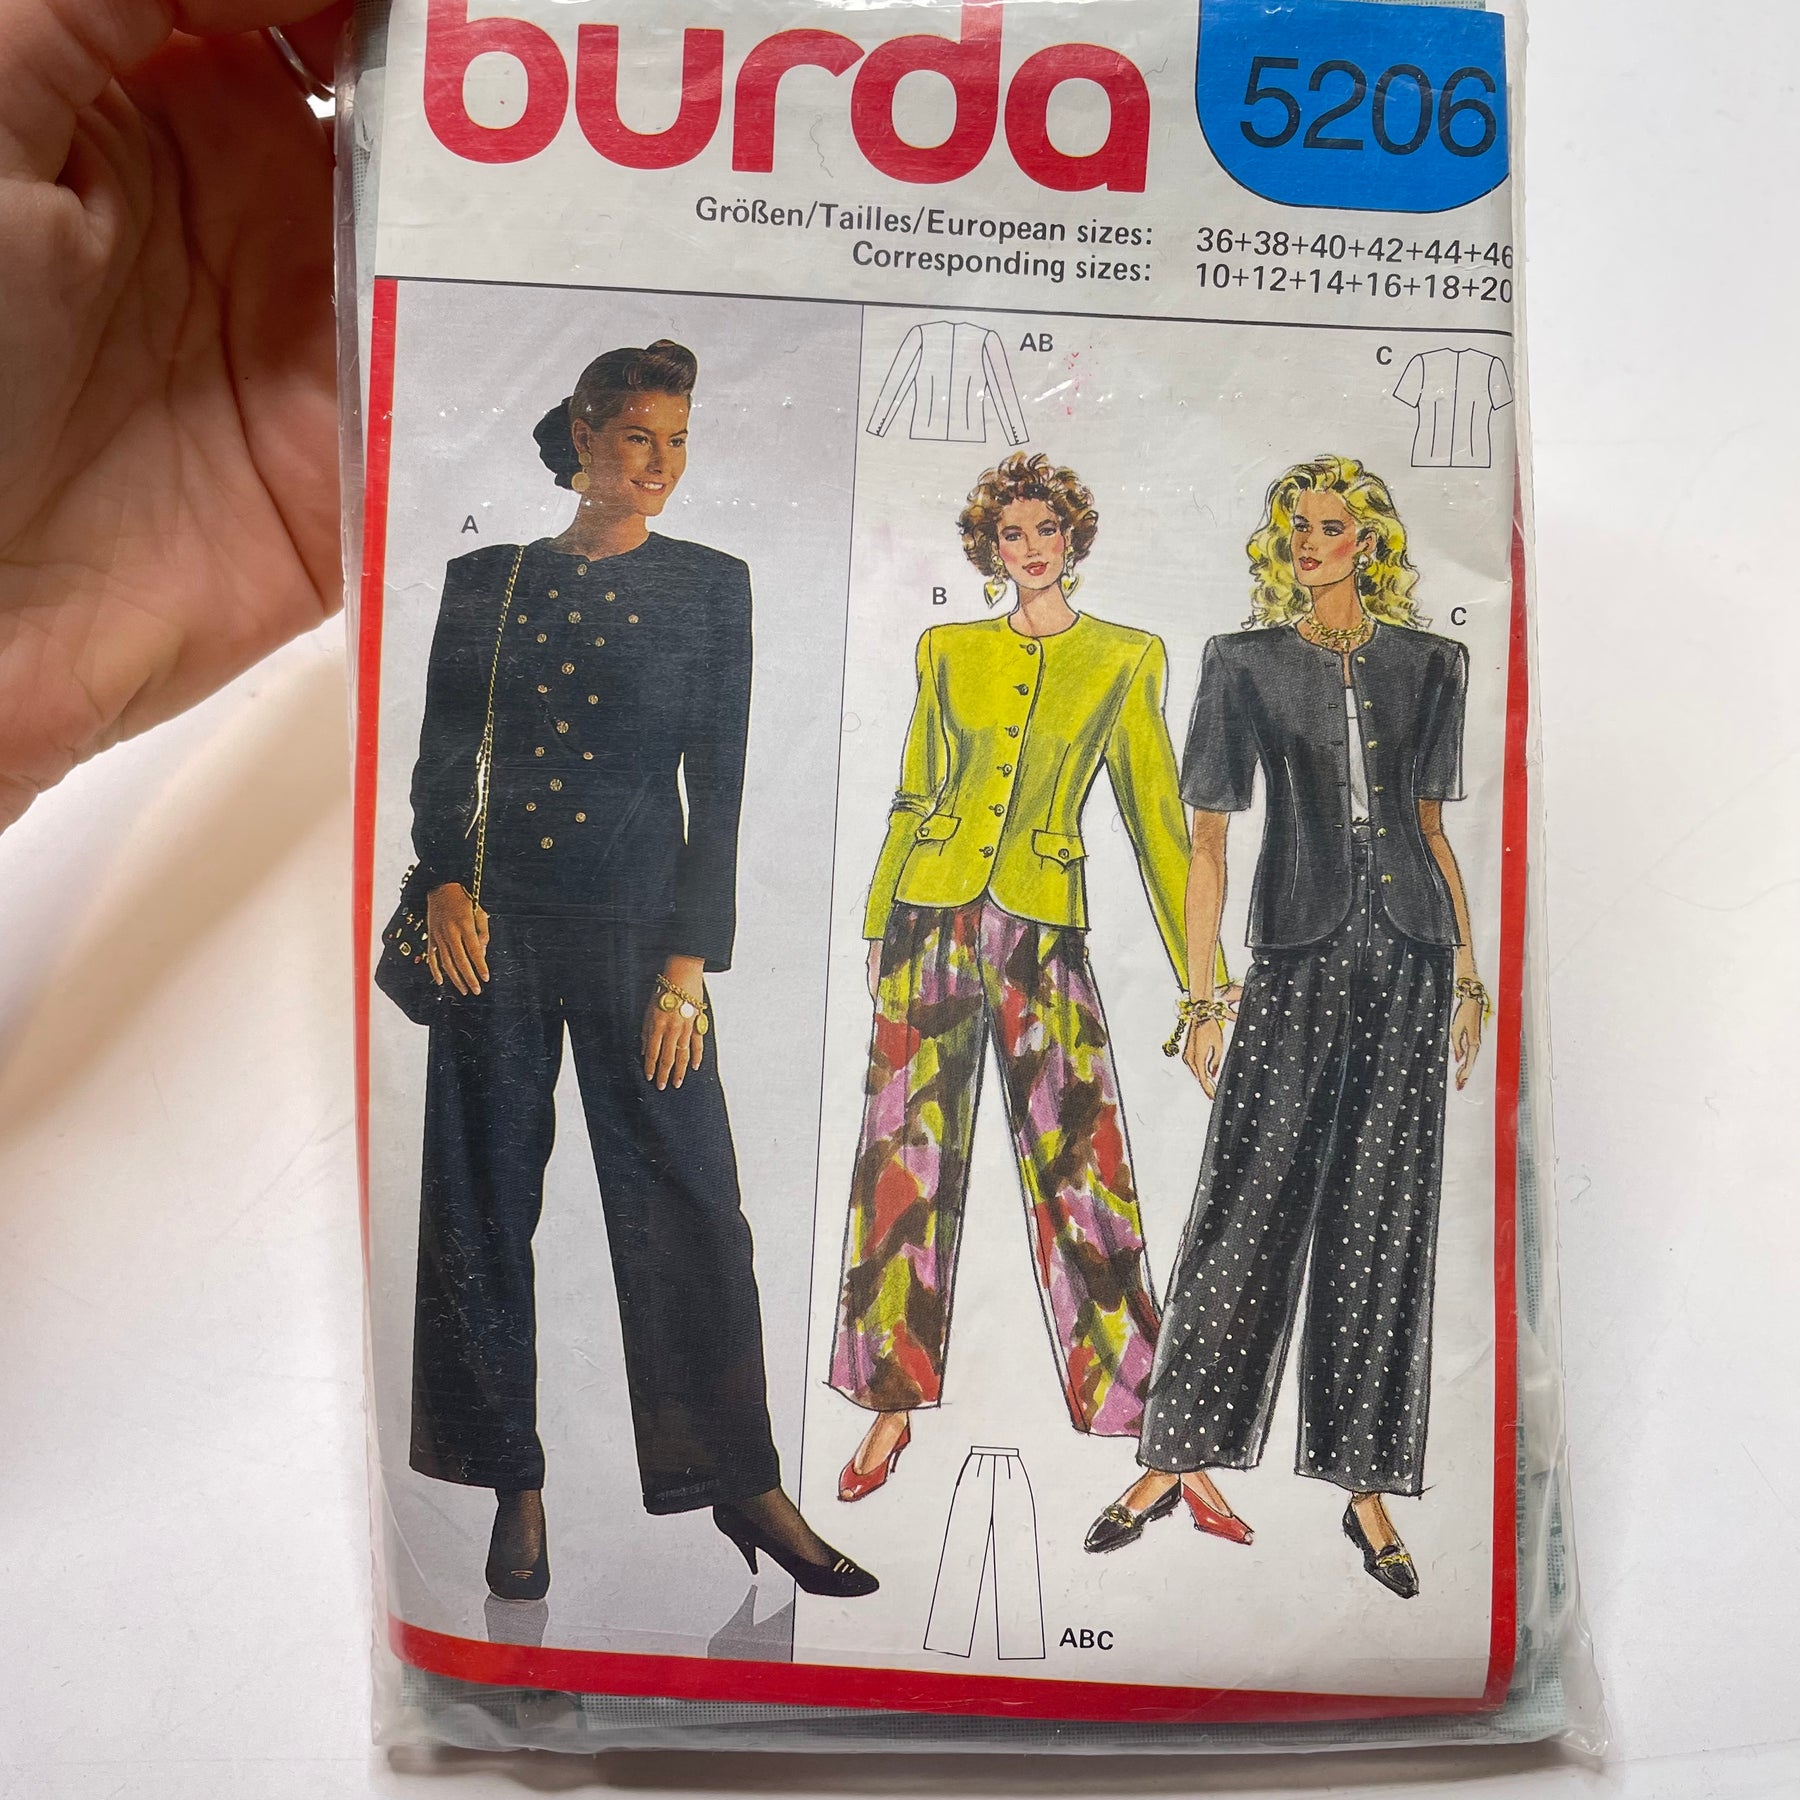 burda
5206
Größen/Tailles/European sizes: 36+38+40+42+44+46
Corresponding sizes: 10+12+14+16+18+20
AB
C
A
B
C
ABC